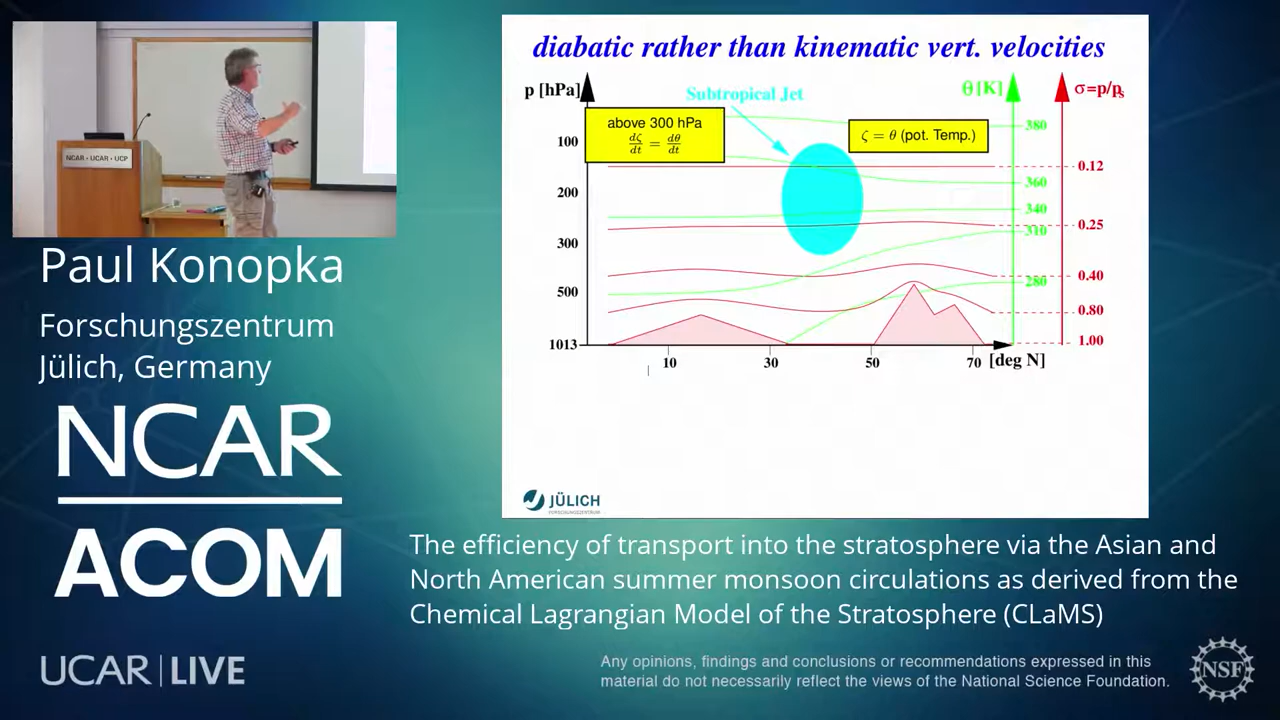 NCAR • UCAR • UCP
Paul Konopka
Forschungszentrum
Jülich, Germany
NCAR
ACOM
UCAR | LIVE
diabatic rather than kinematic vert. velocities
p [hPa]
Subtropical Jet
θ [K]
σ=p/pₛ
above 300 hPa
dζ/dt = dθ/dt
ζ = θ (pot. Temp.)
100
200
300
500
1013
380
360
340
310
280
0.12
0.25
0.40
0.80
1.00
10
30
50
70
[deg N]
JÜLICH
FORSCHUNGSZENTRUM
The efficiency of transport into the stratosphere via the Asian and
North American summer monsoon circulations as derived from the
Chemical Lagrangian Model of the Stratosphere (CLaMS)
Any opinions, findings and conclusions or recommendations expressed in this
material do not necessarily reflect the views of the National Science Foundation.
NSF